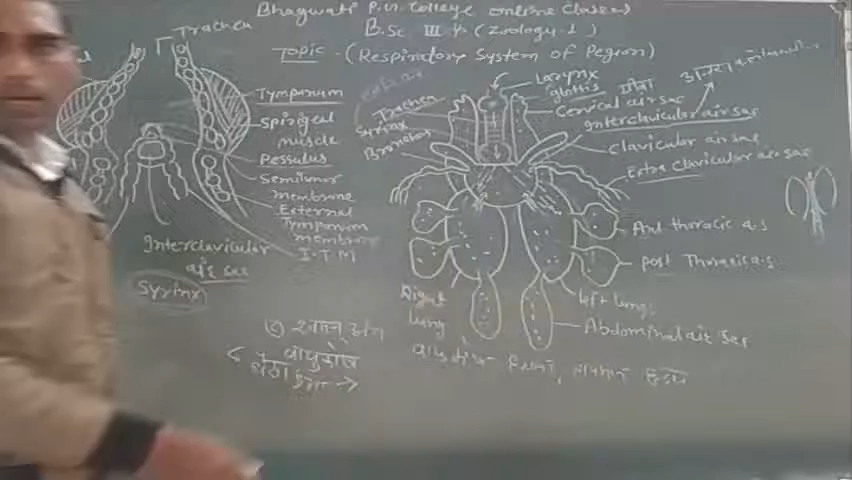 Bhagwati P.U. College online Classes
B.Sc. III yr (Zoology-1)
Topic - (Respiratory System of Pegion)
Trachea
Tympanum
Spirigeal
muscle
Pessulus
Semilunar
membrane
External
Tympanum
membrane
I.T.M
Interclavicular
air sac
Syrinx
Larynx
glottis
Cervical air sac
interclavicular air sac
Clavicular air sac
Extra Clavicular air sac
Trachea
Syrinx
Bronchus
Ant thoracic a.s
Post Thoracic a.s
left lung
Right
lung
Abdominal air sac